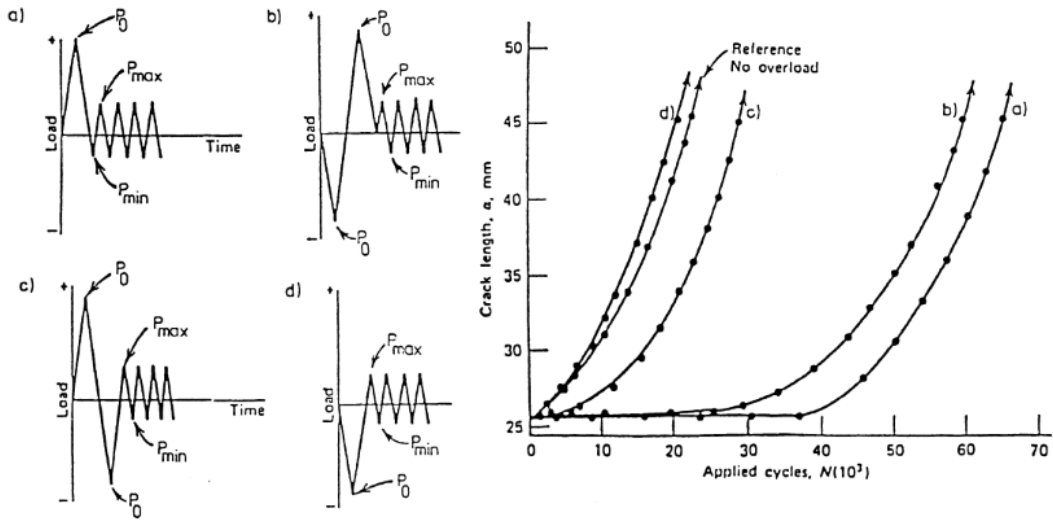 a)
P0
+
Pmax
Load
Time
Pmin
–
b)
P0
+
Pmax
Load
Pmin
–
P0
c)
P0
+
Pmax
Load
Time
Pmin
–
P0
d)
+
Pmax
Load
Pmin
–
P0
50
45
40
35
30
25
Crack length, a, mm
Reference
No overload
d)
c)
b)
a)
0 10 20 30 40 50 60 70
Applied cycles, N(10³)